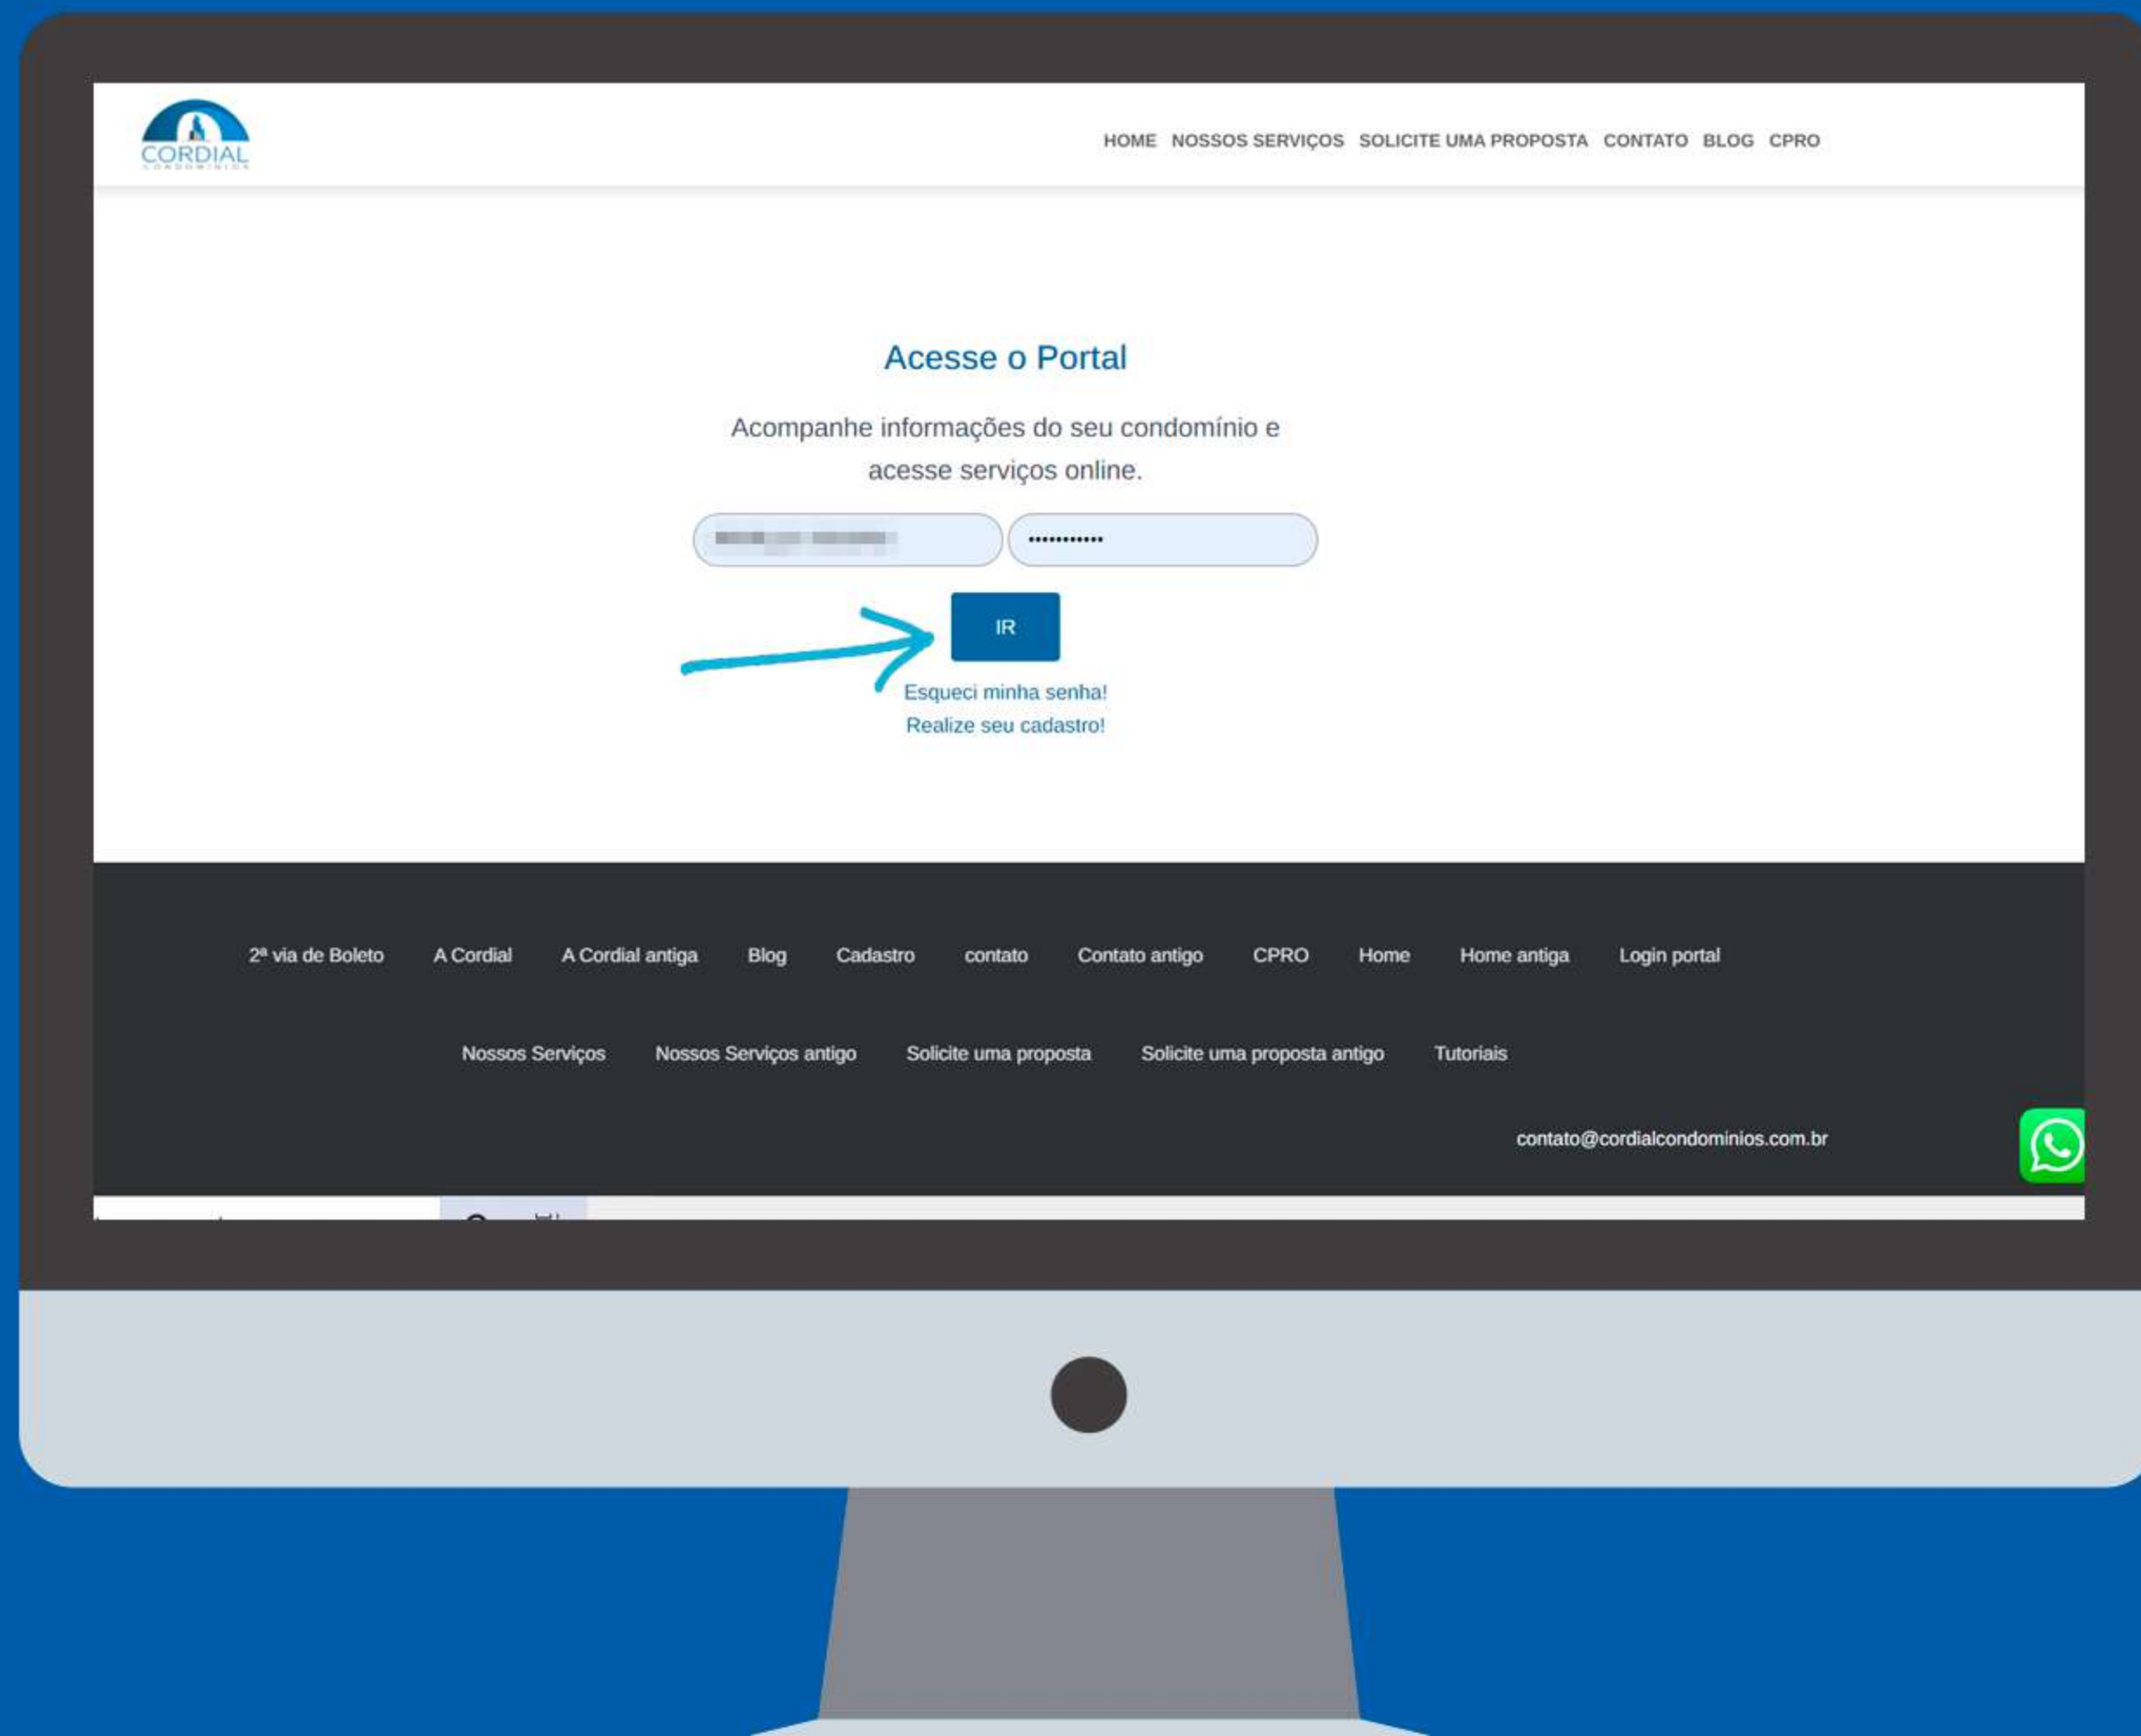 CORDIAL
CONDOMÍNIOS
HOME NOSSOS SERVIÇOS SOLICITE UMA PROPOSTA CONTATO BLOG CPRO
Acesse o Portal
Acompanhe informações do seu condomínio e
acesse serviços online.
•••••••••••
IR
Esqueci minha senha!
Realize seu cadastro!
2ª via de Boleto A Cordial A Cordial antiga Blog Cadastro contato Contato antigo CPRO Home Home antiga Login portal
Nossos Serviços Nossos Serviços antigo Solicite uma proposta Solicite uma proposta antigo Tutoriais
contato@cordialcondominios.com.br